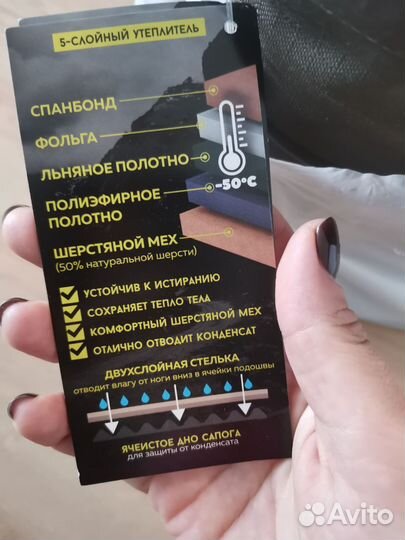 5-СЛОЙНЫЙ УТЕПЛИТЕЛЬ
СПАНБОНД
ФОЛЬГА
ЛЬНЯНОЕ ПОЛОТНО
-50°C
ПОЛИЭФИРНОЕ
ПОЛОТНО
ШЕРСТЯНОЙ МЕХ
(50% натуральной шерсти)
УСТОЙЧИВ К ИСТИРАНИЮ
СОХРАНЯЕТ ТЕПЛО ТЕЛА
КОМФОРТНЫЙ ШЕРСТЯНОЙ МЕХ
ОТЛИЧНО ОТВОДИТ КОНДЕНСАТ
ДВУХСЛОЙНАЯ СТЕЛЬКА
отводит влагу от ноги вниз в ячейки подошвы
ЯЧЕИСТОЕ ДНО САПОГА
для защиты от конденсата
Avito